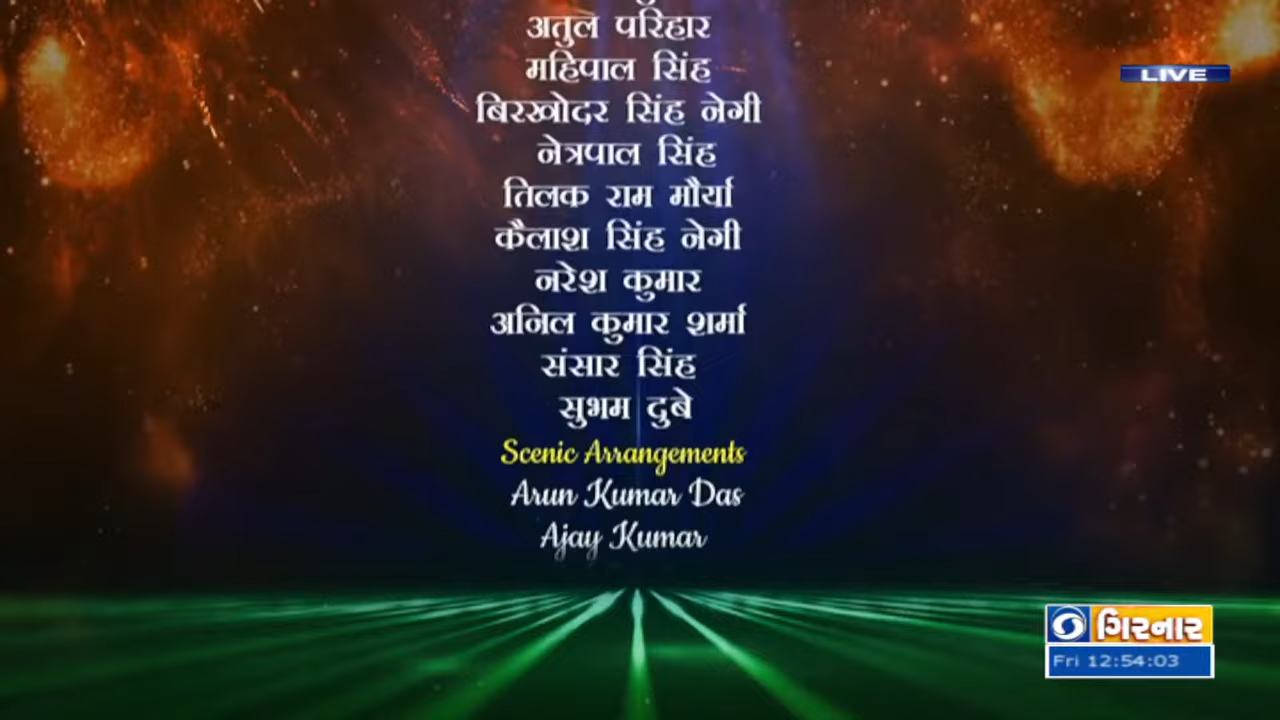 अतुल परिहार
महिपाल सिंह
LIVE
बिरखोदर सिंह नेगी
नेत्रपाल सिंह
तिलक राम मौर्या
कैलाश सिंह नेगी
नरेश कुमार
अनिल कुमार शर्मा
संसार सिंह
सुभम दुबे
Scenic Arrangements
Arun Kumar Das
Ajay Kumar
ગિરનાર
Fri 12:54:03